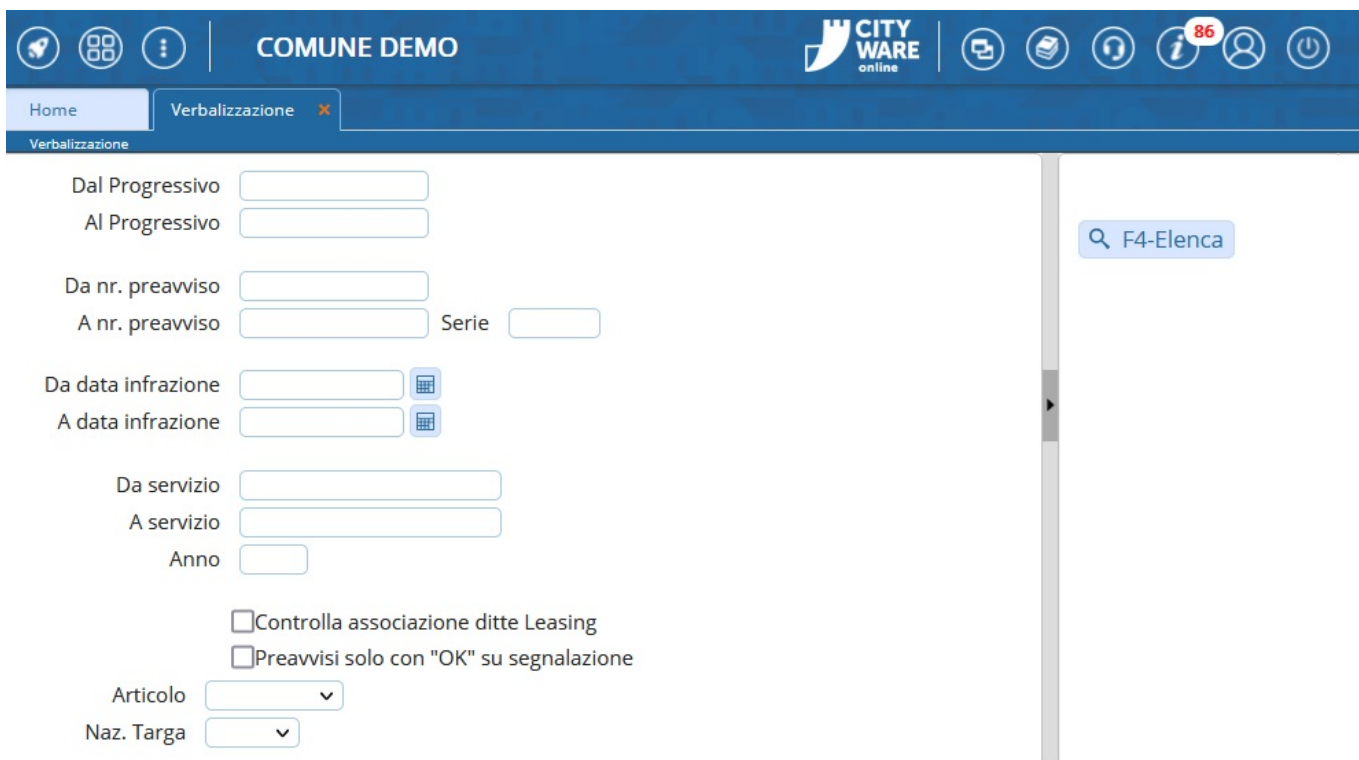 COMUNE DEMO
CITY
WARE
online
86
Home
Verbalizzazione
Verbalizzazione
Dal Progressivo
Al Progressivo
F4-Elenca
Da nr. preavviso
A nr. preavviso Serie
Da data infrazione
A data infrazione
Da servizio
A servizio
Anno
Controlla associazione ditte Leasing
Preavvisi solo con "OK" su segnalazione
Articolo
Naz. Targa